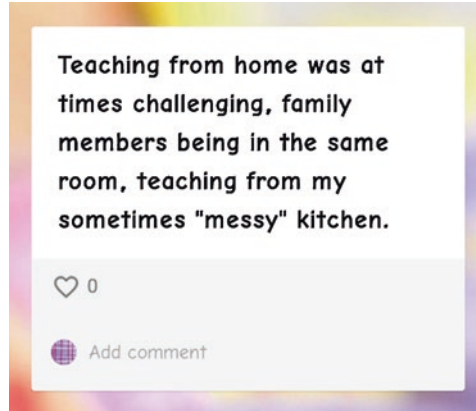 Teaching from home was at
times challenging, family
members being in the same
room, teaching from my
sometimes "messy" kitchen.
0
Add comment